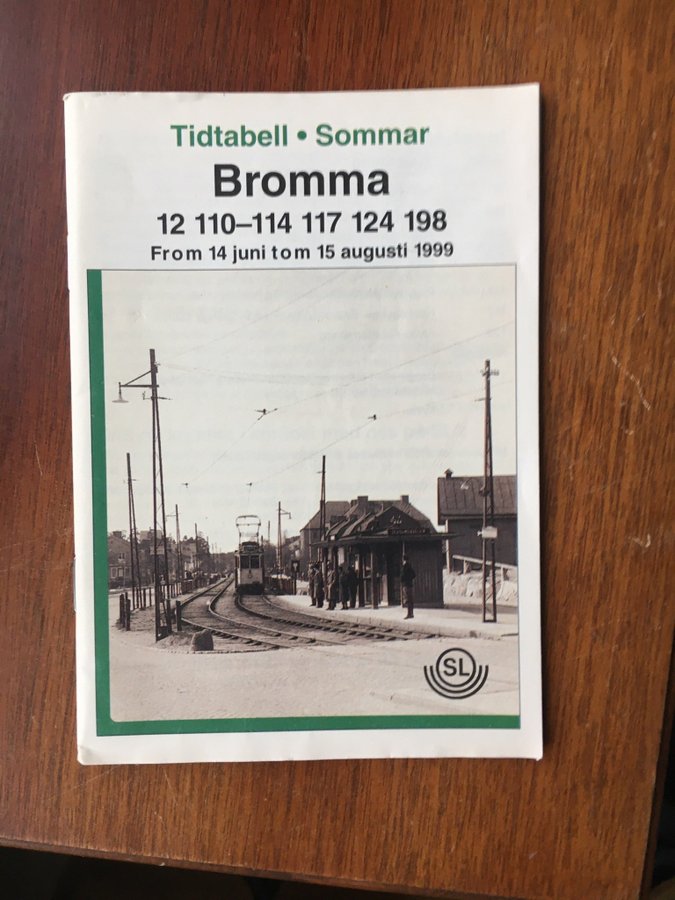 Tidtabell • Sommar
Bromma
12 110–114 117 124 198
From 14 juni tom 15 augusti 1999
SL